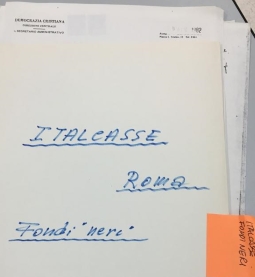 DEMOCRAZIA CRISTIANA
ITALCASSE
ROMA
Fondi "neri"
ITALCASSE
FONDI NERI